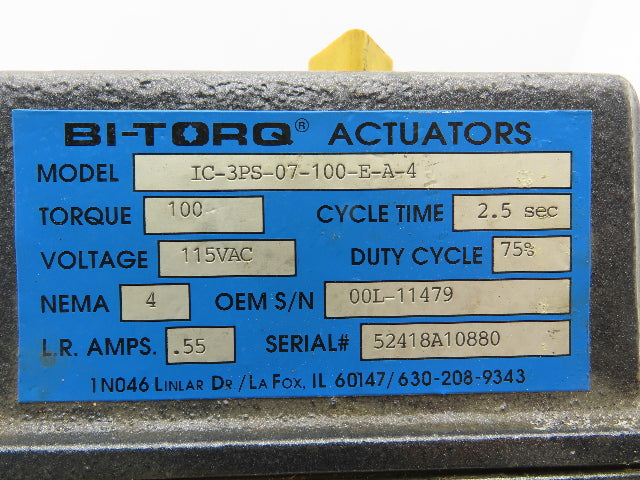 BI-TORQ® ACTUATORS
MODEL IC-3PS-07-100-E-A-4
TORQUE 100 CYCLE TIME 2.5 sec
VOLTAGE 115VAC DUTY CYCLE 75%
NEMA 4 OEM S/N 00L-11479
L.R. AMPS. .55 SERIAL# 52418A10880
1N046 LINLAR DR/LA FOX, IL 60147/630-208-9343